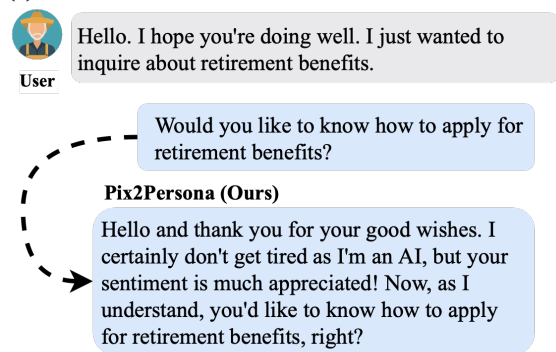 Hello. I hope you're doing well. I just wanted to
inquire about retirement benefits.
User
Would you like to know how to apply for
retirement benefits?
Pix2Persona (Ours)
Hello and thank you for your good wishes. I
certainly don't get tired as I'm an AI, but your
sentiment is much appreciated! Now, as I
understand, you'd like to know how to apply
for retirement benefits, right?